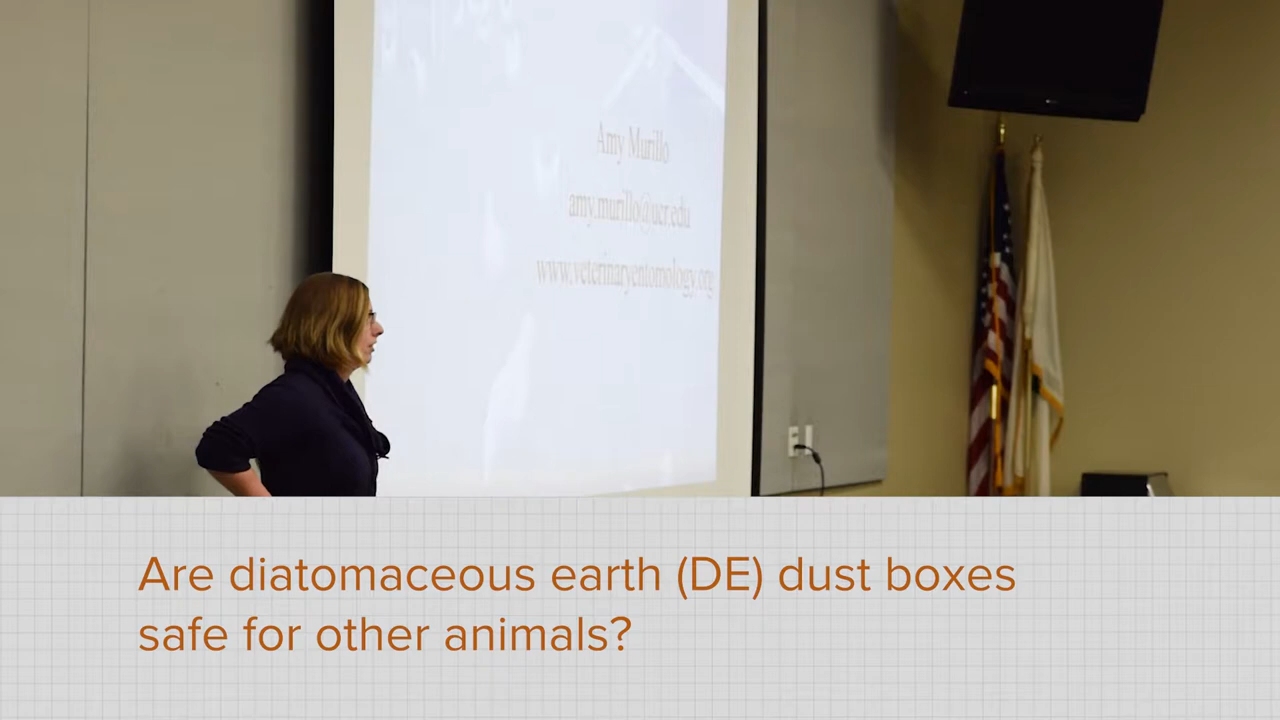 Amy Murillo
amy.murillo@ucr.edu
www.veterinaryentomology.org
Are diatomaceous earth (DE) dust boxes
safe for other animals?